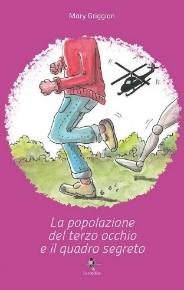 Mary Griggion
La popolazione
del terzo occhio
e il quadro segreto